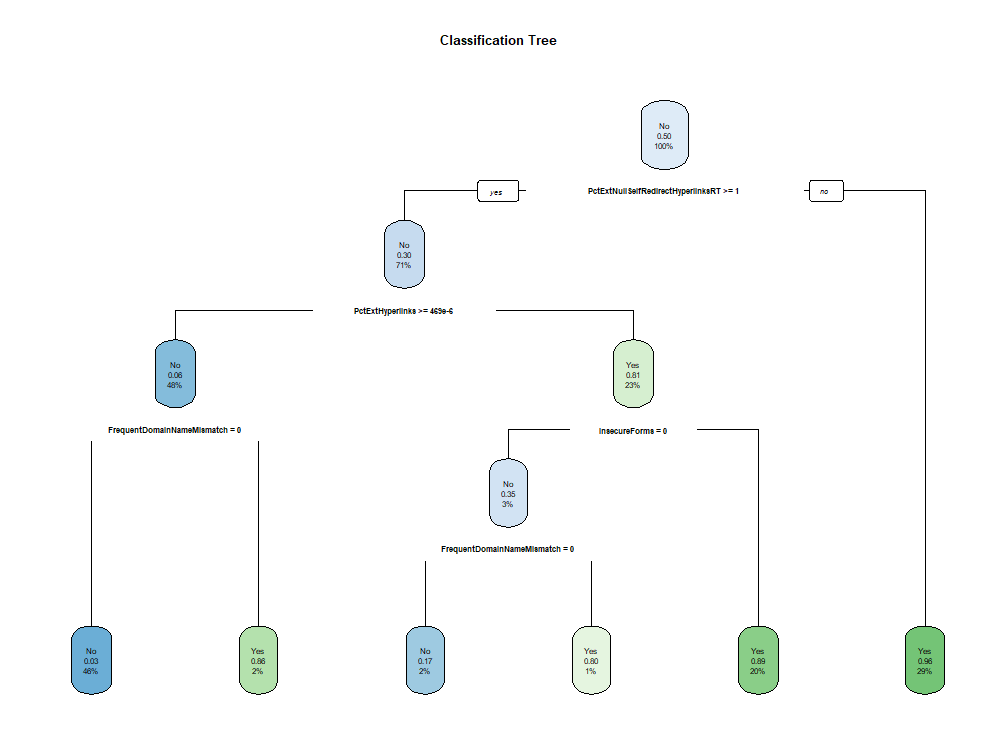 Classification Tree
No
0.50
100%
yes
PctExtNullSelfRedirectHyperlinksRT >= 1
no
No
0.30
71%
PctExtHyperlinks >= 469e-6
No
0.06
48%
Yes
0.81
23%
FrequentDomainNameMismatch = 0
InsecureForms = 0
No
0.35
3%
FrequentDomainNameMismatch = 0
No
0.03
46%
Yes
0.86
2%
No
0.17
2%
Yes
0.80
1%
Yes
0.89
20%
Yes
0.96
29%